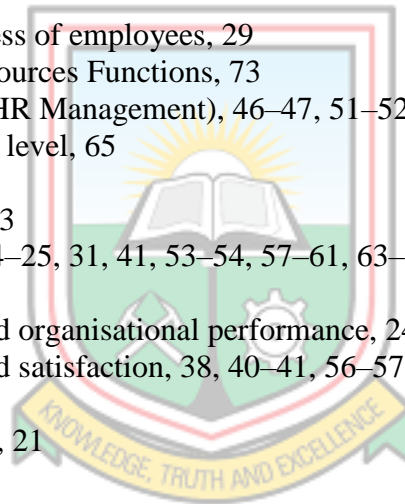 ess of employees, 29
ources Functions, 73
HR Management), 46–47, 51–52
level, 65
3
4–25, 31, 41, 53–54, 57–61, 63–
d organisational performance, 24
d satisfaction, 38, 40–41, 56–57
, 21
KNOWLEDGE, TRUTH AND EXCELLENCE